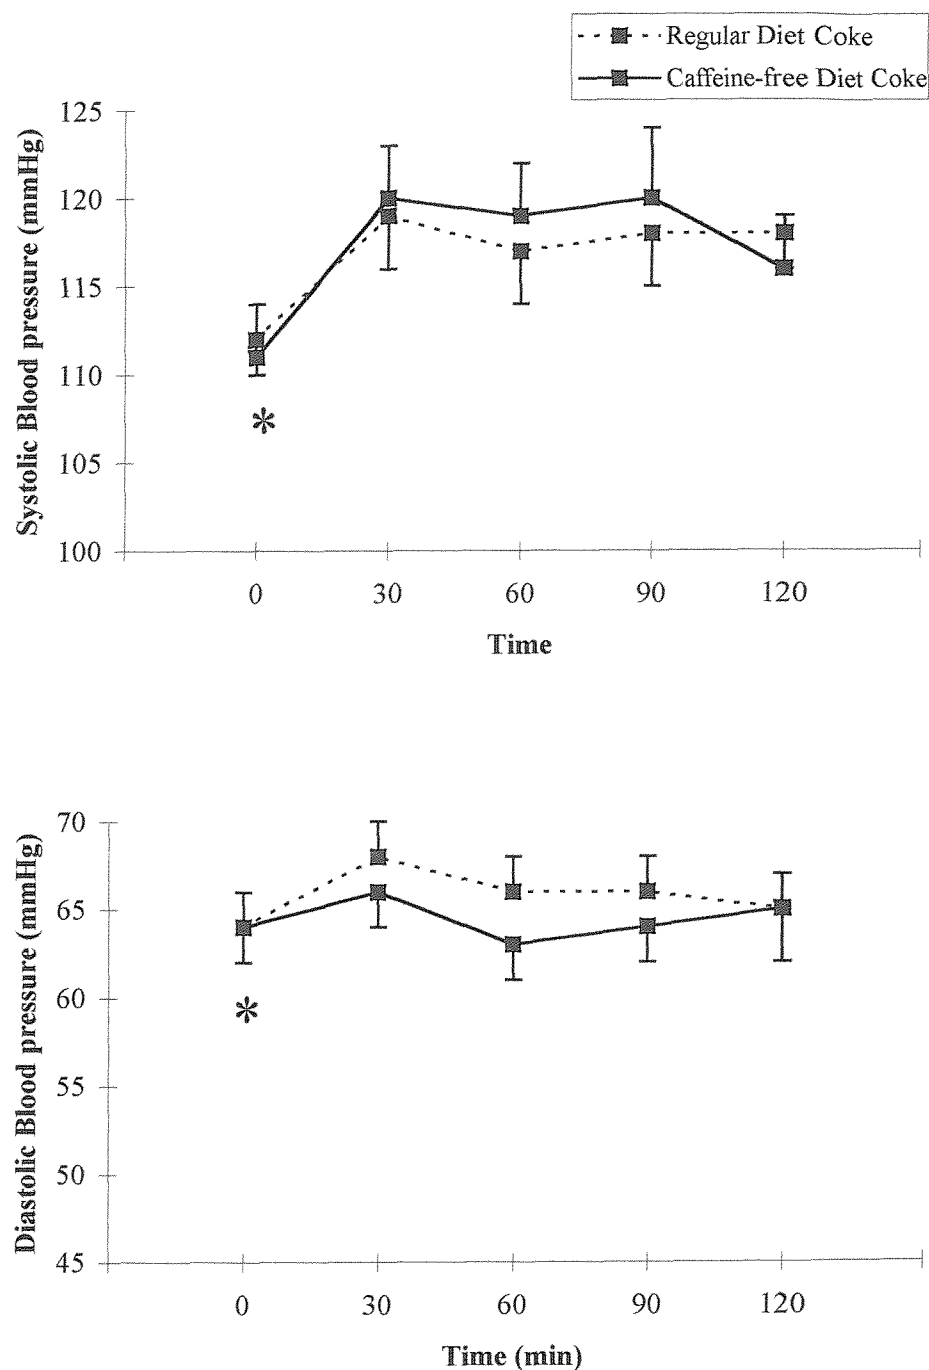 Regular Diet Coke
Caffeine-free Diet Coke
Systolic Blood pressure (mmHg)
125
120
115
110
105
100
*
0 30 60 90 120
Time
Diastolic Blood pressure (mmHg)
70
65
60
55
50
45
*
0 30 60 90 120
Time (min)